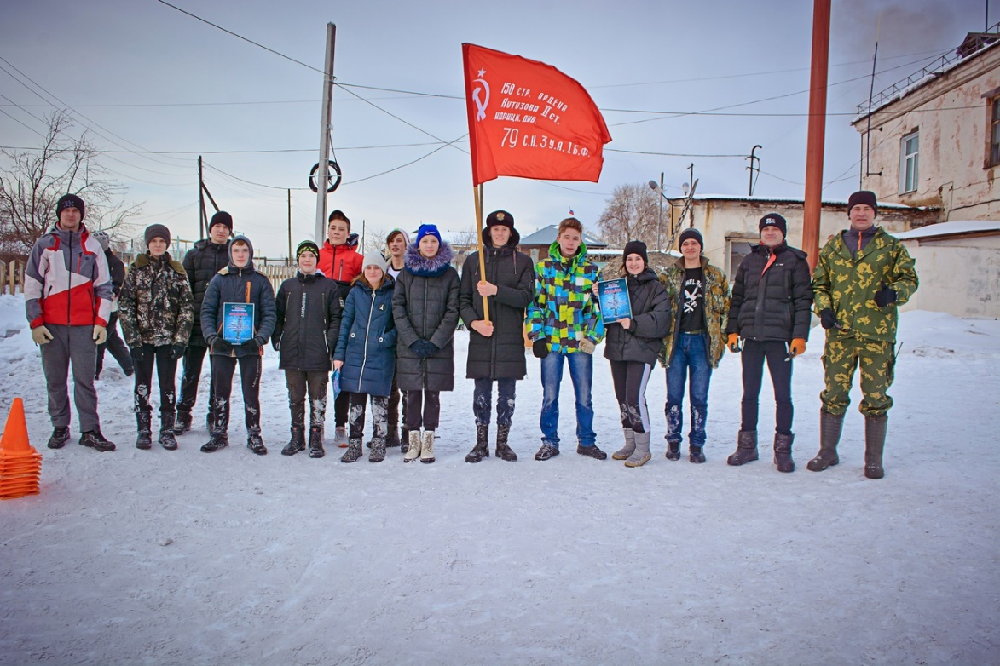 150 стр. ордена
Кутузова II ст.
идрицк. див.
79 с.к. 3 у.а. 1 б.ф.